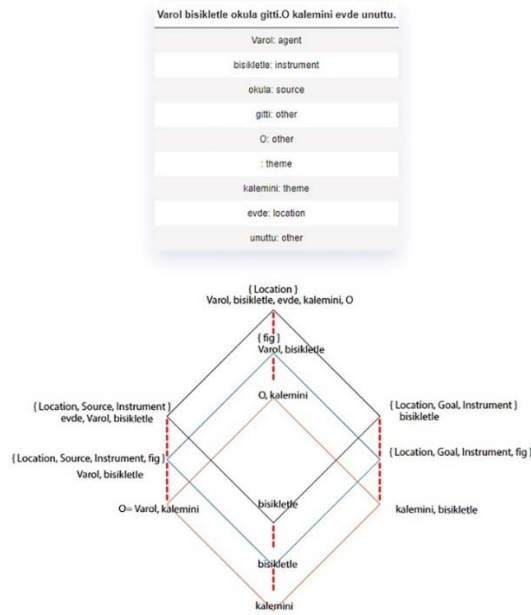 Varol bisikletle okula gitti.O kalemini evde unuttu.
Varol: agent
bisikletle: instrument
okula: source
gitti: other
O: other
: theme
kalemini: theme
evde: location
unuttu: other
{ Location }
Varol, bisikletle, evde, kalemini, O
{ fig }
Varol, bisikletle
O, kalemini
{ Location, Source, Instrument }
evde, Varol, bisikletle
{ Location, Goal, Instrument }
bisikletle
{ Location, Source, Instrument, fig }
Varol, bisikletle
{ Location, Goal, Instrument, fig }
O= Varol, kalemini
bisikletle
kalemini, bisikletle
bisikletle
kalemini